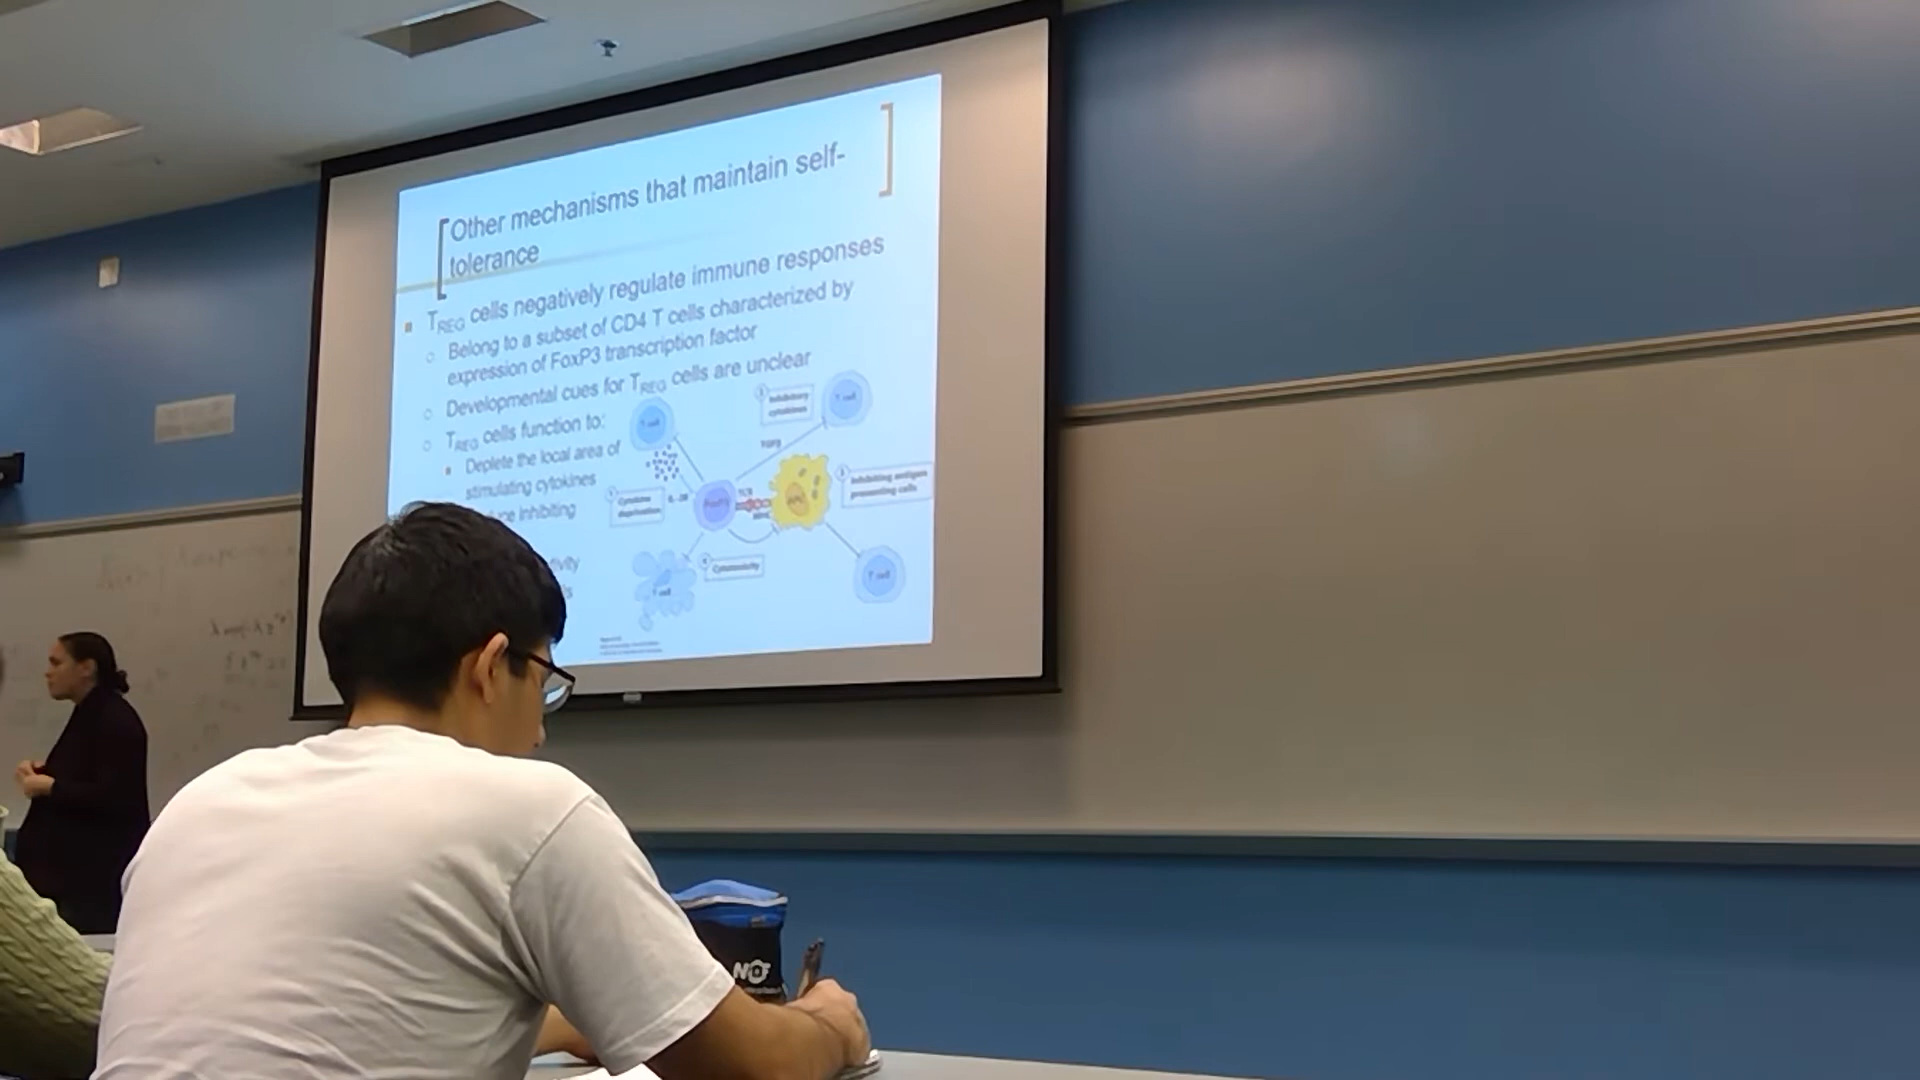 Other mechanisms that maintain self-
tolerance
TREG cells negatively regulate immune responses
Belong to a subset of CD4 T cells characterized by
expression of FoxP3 transcription factor
Developmental cues for TREG cells are unclear
TREG cells function to:
Deplete the local area of
stimulating cytokines
inhibiting
T cell
Inhibitory
cytokines
T cell
TGFβ
Cytokine
deprivation
TCR
MHC
APC
Inhibiting antigen
presenting cells
Cytotoxicity
T cell
T cell